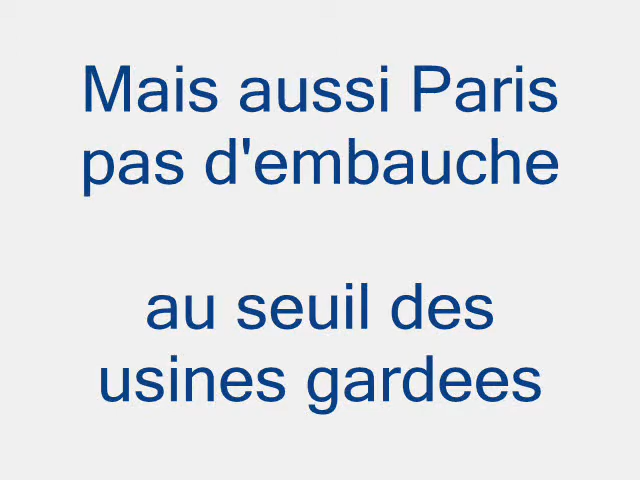 Mais aussi Paris
pas d'embauche
au seuil des
usines gardees